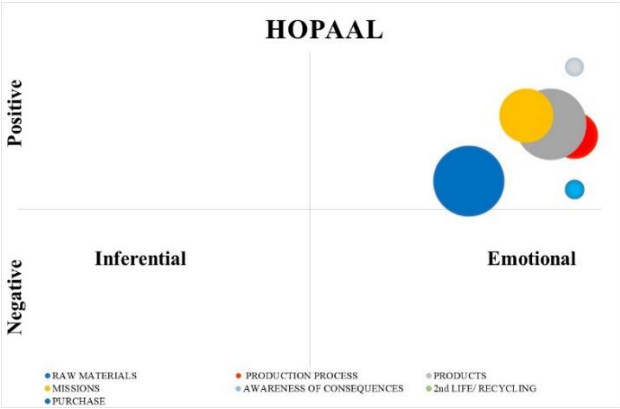 HOPAAL
Positive
Negative
Inferential
Emotional
RAW MATERIALS
PRODUCTION PROCESS
PRODUCTS
MISSIONS
AWARENESS OF CONSEQUENCES
2nd LIFE/ RECYCLING
PURCHASE